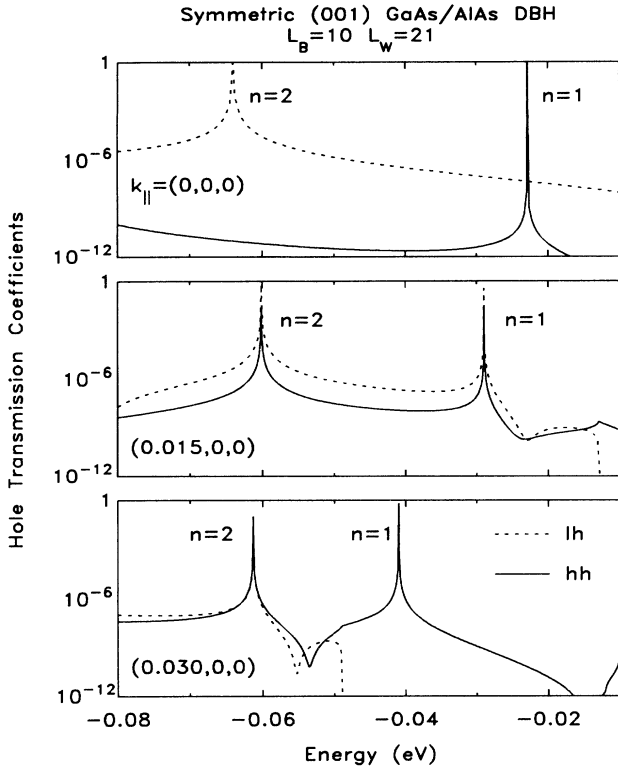 Symmetric (001) GaAs/AlAs DBH
L_B=10 L_W=21
Hole Transmission Coefficients
1
10^-6
10^-12
n=2
n=1
k_||=(0,0,0)
1
10^-6
10^-12
n=2
n=1
(0.015,0,0)
1
10^-6
10^-12
n=2
n=1
lh
hh
(0.030,0,0)
−0.08
−0.06
−0.04
−0.02
Energy (eV)